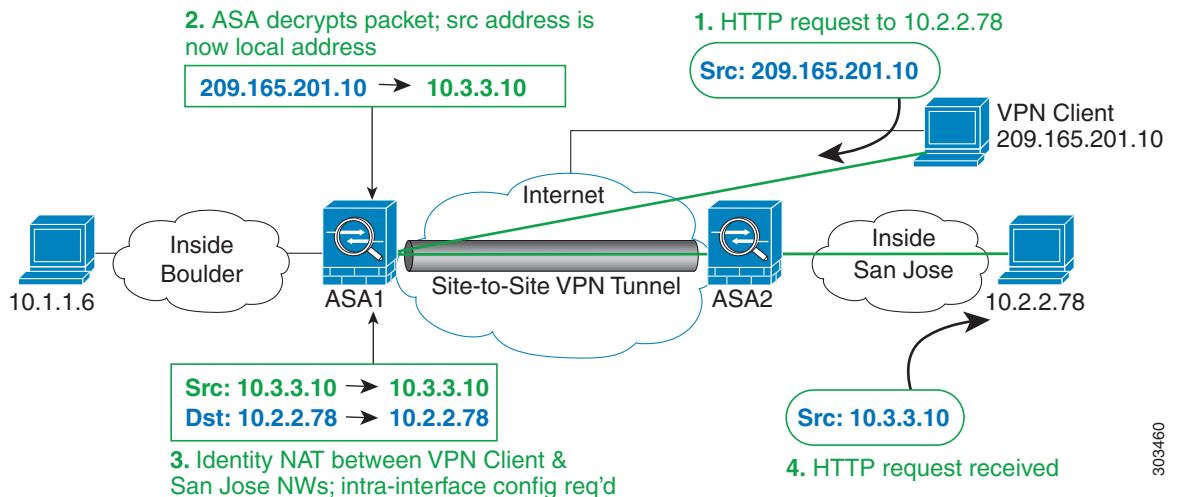 2. ASA decrypts packet; src address is
now local address
209.165.201.10 → 10.3.3.10
1. HTTP request to 10.2.2.78
Src: 209.165.201.10
VPN Client
209.165.201.10
Internet
Inside
Boulder
10.1.1.6
ASA1
Site-to-Site VPN Tunnel
ASA2
Inside
San Jose
10.2.2.78
Src: 10.3.3.10 → 10.3.3.10
Dst: 10.2.2.78 → 10.2.2.78
3. Identity NAT between VPN Client &
San Jose NWs; intra-interface config req'd
Src: 10.3.3.10
4. HTTP request received
303460